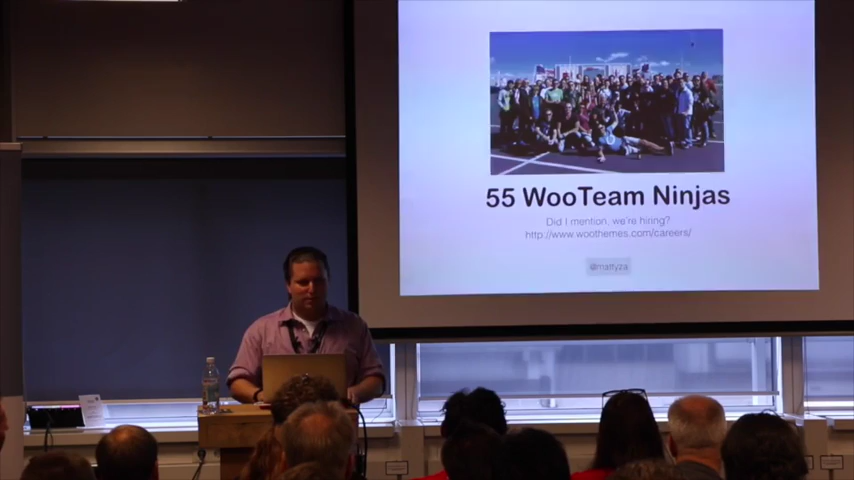 55 WooTeam Ninjas
Did I mention, we're hiring?
http://www.woothemes.com/careers/
@mattyza